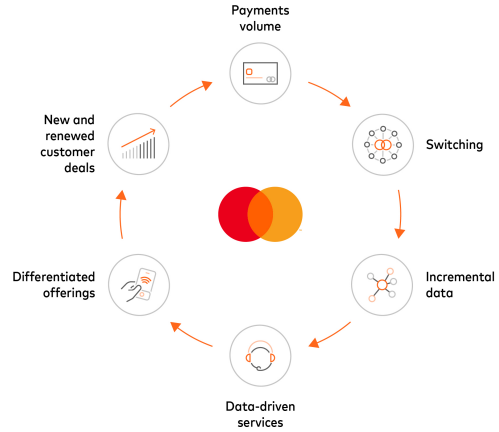 Payments
volume
Switching
Incremental
data
Data-driven
services
Differentiated
offerings
New and
renewed
customer
deals